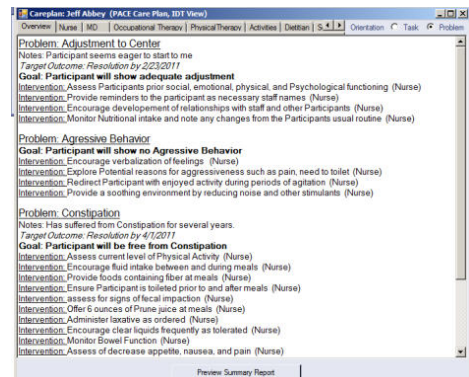 Careplan: Jeff Abbey (PACE Care Plan, IDT View)
Overview Nurse MD Occupational Therapy PhysicalTherapy Activities Dietitian S Orientation Task Problem
Problem: Adjustment to Center
Notes: Participant seems eager to start to me
Target Outcome: Resolution by 2/23/2011
Goal: Participant will show adequate adjustment
Intervention: Assess Participants prior social, emotional, physical, and Psychological functioning (Nurse)
Intervention: Provide reminders to the participant as necessary staff names (Nurse)
Intervention: Encourage developement of relationships with staff and other Participants (Nurse)
Intervention: Monitor Nutritional intake and note any changes from the Participants usual routine (Nurse)
Problem: Agressive Behavior
Goal: Participant will show no Agressive Behavior
Intervention: Encourage verbalization of feelings (Nurse)
Intervention: Explore Potential reasons for aggressiveness such as pain, need to toilet (Nurse)
Intervention: Redirect Participant with enjoyed activity during periods of agitation (Nurse)
Intervention: Provide a soothing environment by reducing noise and other stimulants (Nurse)
Problem: Constipation
Notes: Has suffered from Constipation for several years.
Target Outcome: Resolution by 4/1/2011
Goal: Participant will be free from Constipation
Intervention: Assess current level of Physical Activity (Nurse)
Intervention: Encourage fluid intake between and during meals (Nurse)
Intervention: Provide foods containing fiber at meals (Nurse)
Intervention: Ensure Participant is toileted prior to and after meals (Nurse)
Intervention: assess for signs of fecal impaction (Nurse)
Intervention: Offer 6 ounces of Prune juice at meals (Nurse)
Intervention: Administer laxative as ordered (Nurse)
Intervention: Encourage clear liquids frequently as tolerated (Nurse)
Intervention: Monitor Bowel Function (Nurse)
Intervention: Assess of decrease appetite, nausea, and pain (Nurse)
Preview Summary Report